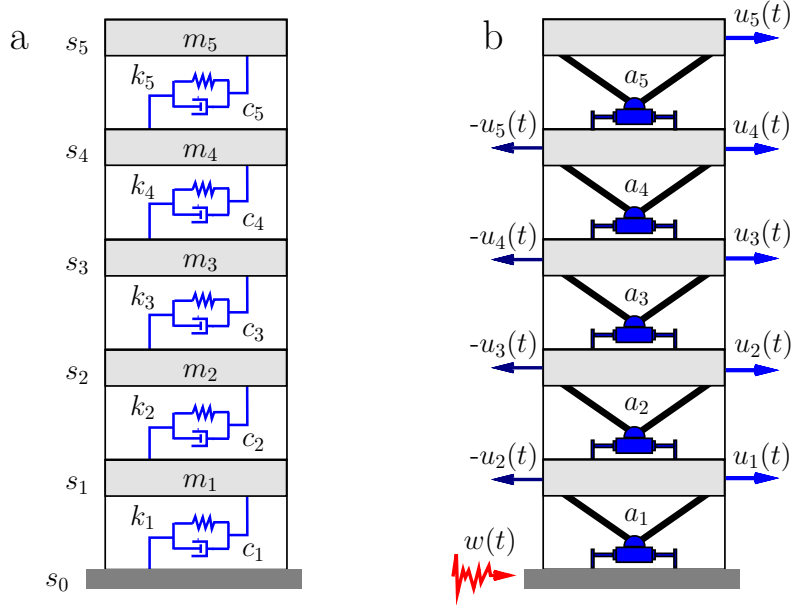 a
s₅ m₅
k₅ c₅
s₄ m₄
k₄ c₄
s₃ m₃
k₃ c₃
s₂ m₂
k₂ c₂
s₁ m₁
k₁ c₁
s₀
b
u₅(t)
a₅
-u₅(t) u₄(t)
a₄
-u₄(t) u₃(t)
a₃
-u₃(t) u₂(t)
a₂
-u₂(t) u₁(t)
a₁
w(t)